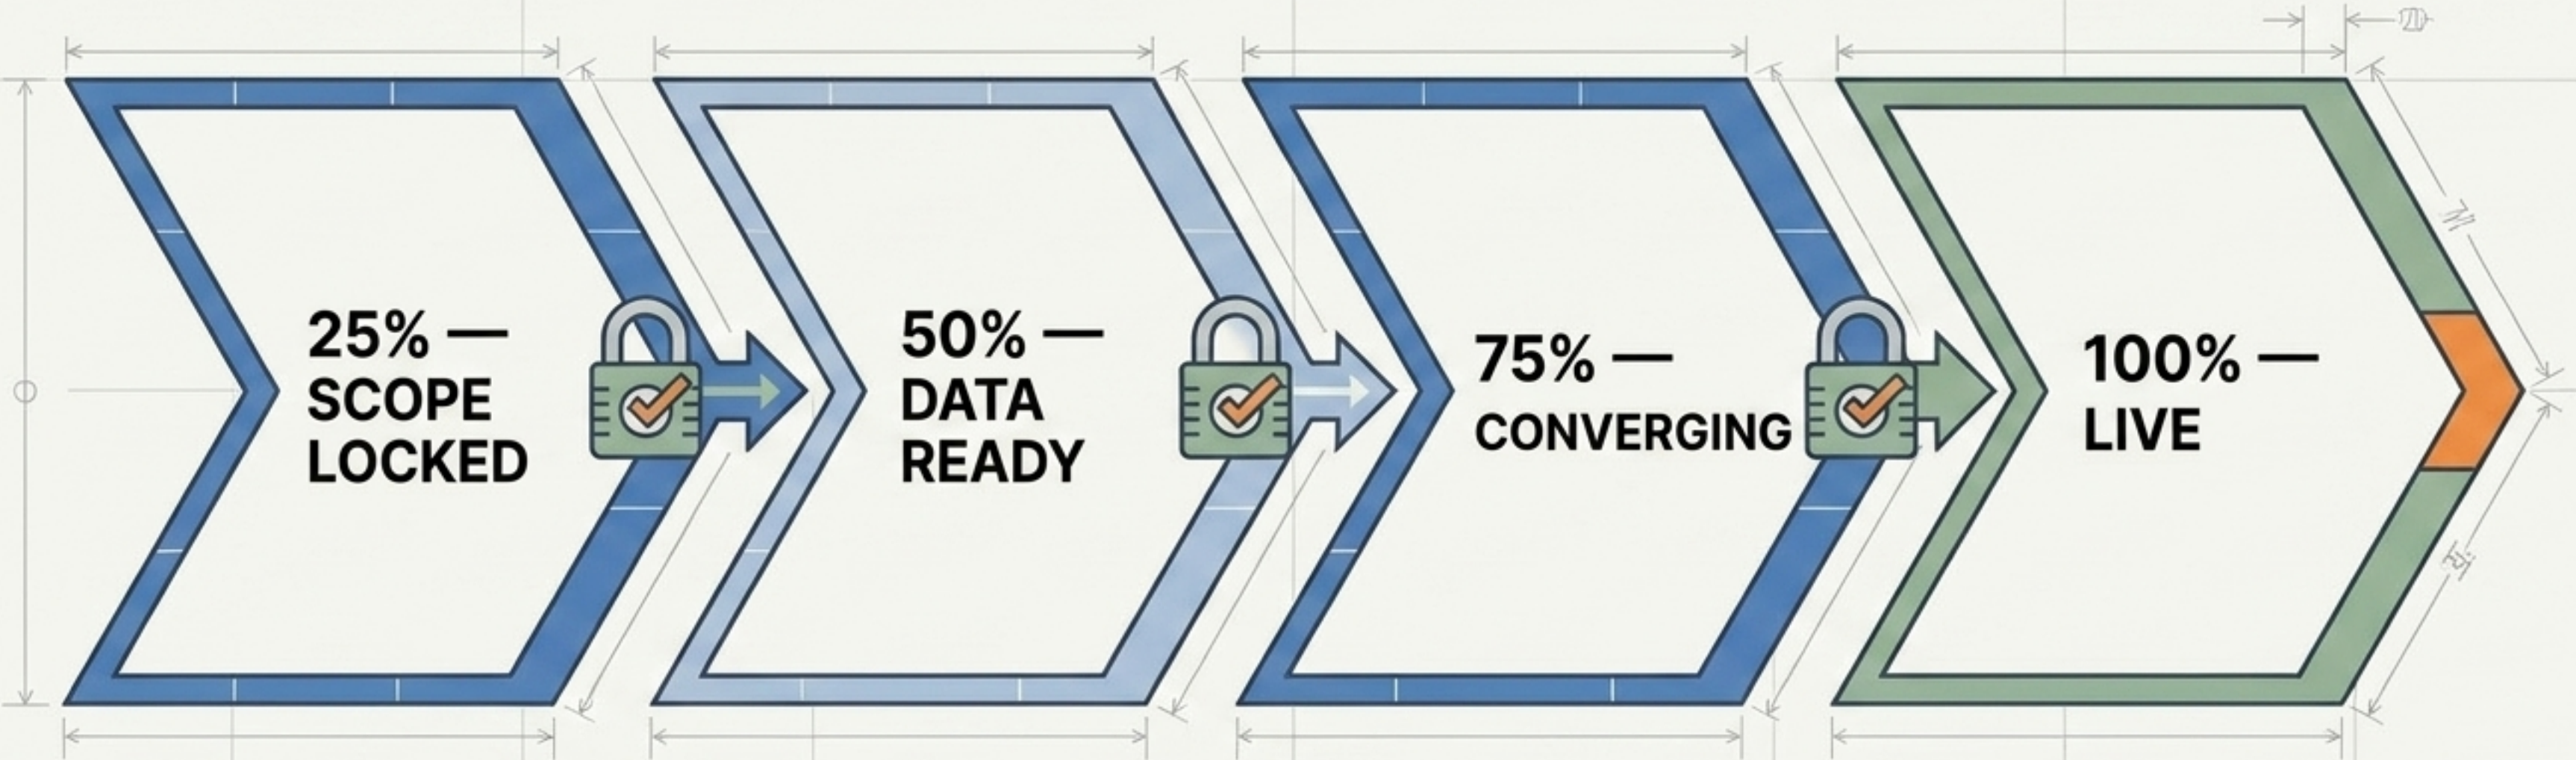 25% —
SCOPE
LOCKED
50% —
DATA
READY
75% —
CONVERGING
100% —
LIVE